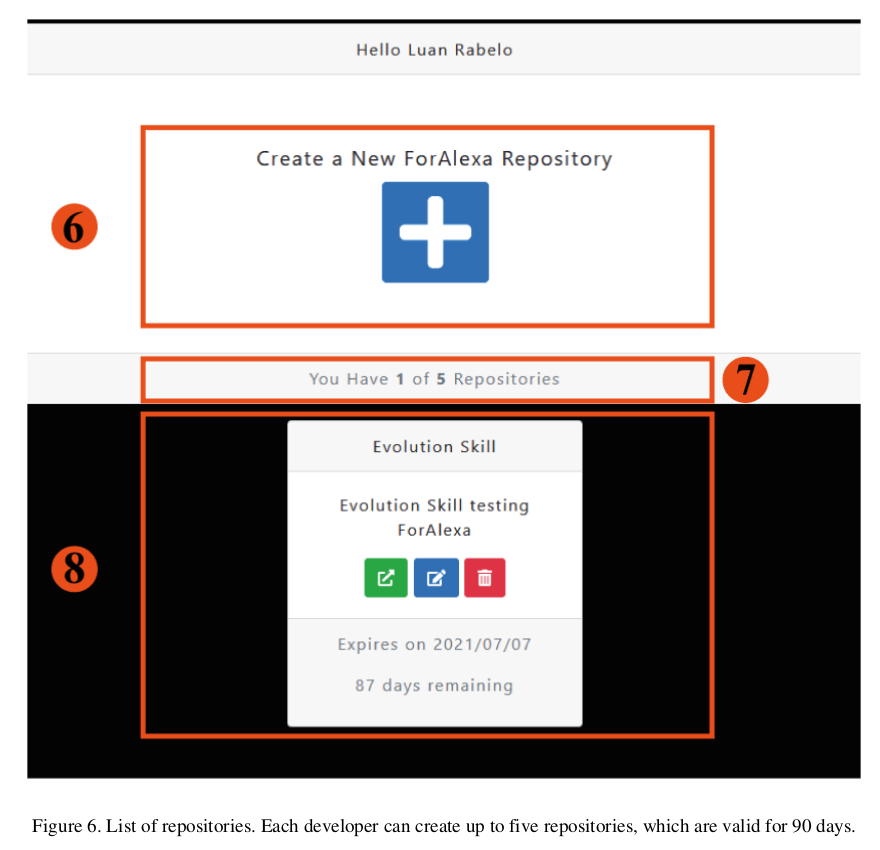 Hello Luan Rabelo
Create a New ForAlexa Repository
6
You Have 1 of 5 Repositories
7
Evolution Skill
Evolution Skill testing
ForAlexa
8
Expires on 2021/07/07
87 days remaining
Figure 6. List of repositories. Each developer can create up to five repositories, which are valid for 90 days.